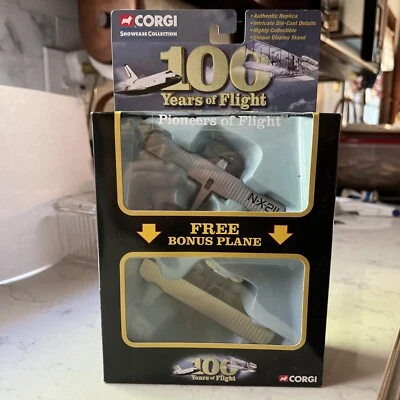 CORGI
SHOWCASE COLLECTION
• Authentic Replica
• Intricate Die-Cast Details
• Highly Collectible
• Unique Display Stand
100
Years of Flight
Pioneers of Flight
N-X-211
FREE
BONUS PLANE
100
Years of Flight
CORGI